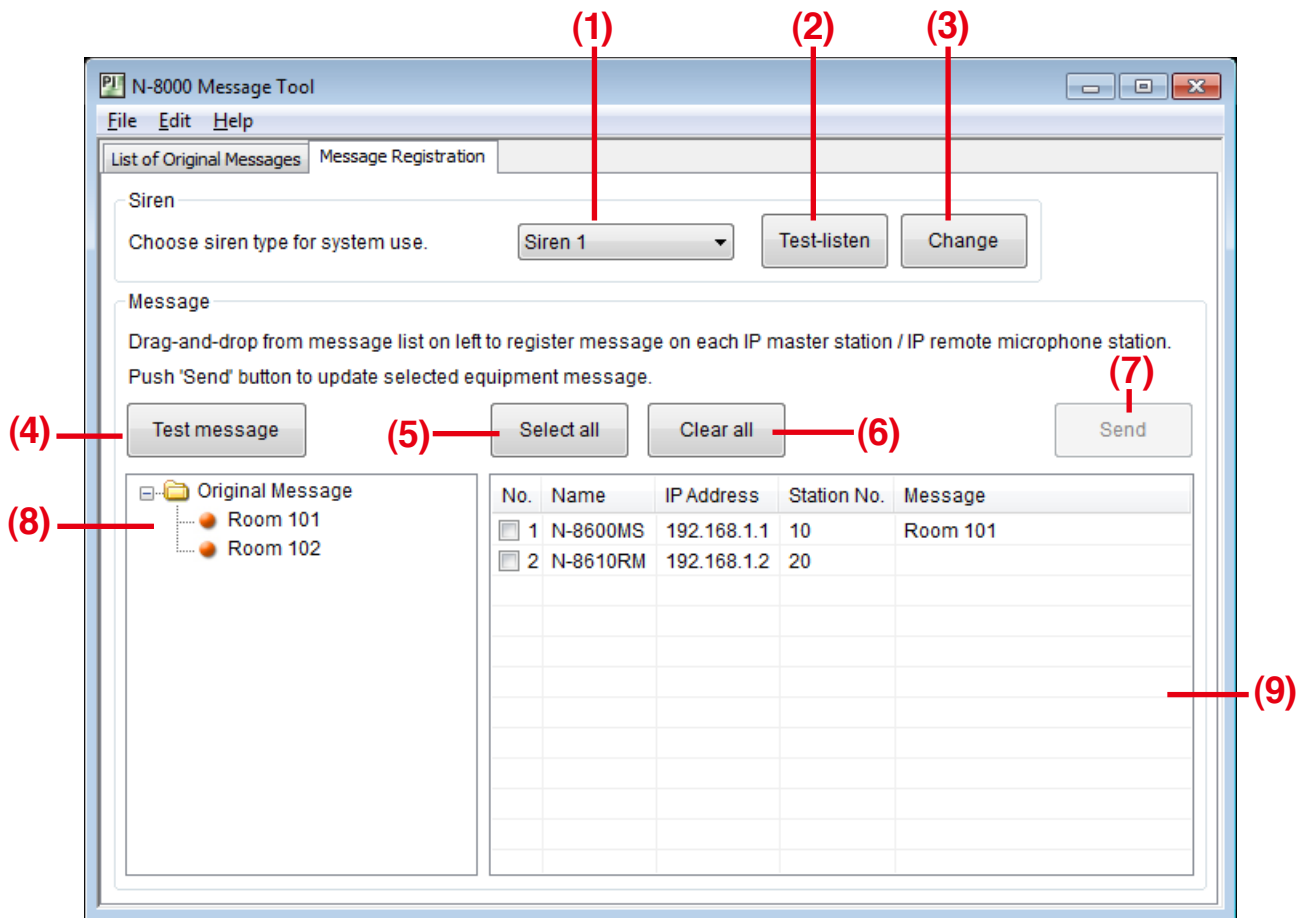 (1) (2) (3)
PI N-8000 Message Tool
File Edit Help
List of Original Messages Message Registration
Siren
Choose siren type for system use. Siren 1 Test-listen Change
Message
Drag-and-drop from message list on left to register message on each IP master station / IP remote microphone station.
Push 'Send' button to update selected equipment message.
(7)
(4) Test message (5) Select all Clear all (6) Send
Original Message No. Name IP Address Station No. Message
(8) Room 101 1 N-8600MS 192.168.1.1 10 Room 101
Room 102 2 N-8610RM 192.168.1.2 20
(9)